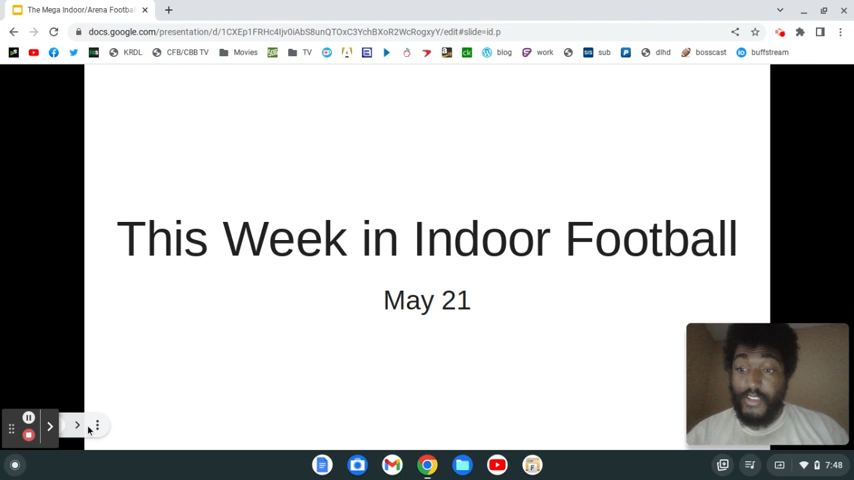 The Mega Indoor/Arena Footba
docs.google.com/presentation/d/1CXEp1FRHc4Ijv0iAbS8unQTOxC3YchBXoR2WcRogxyY/edit#slide=id.p
KRDL CFB/CBB TV Movies TV blog work sub dlhd bosscast buffstream
This Week in Indoor Football
May 21
7:48